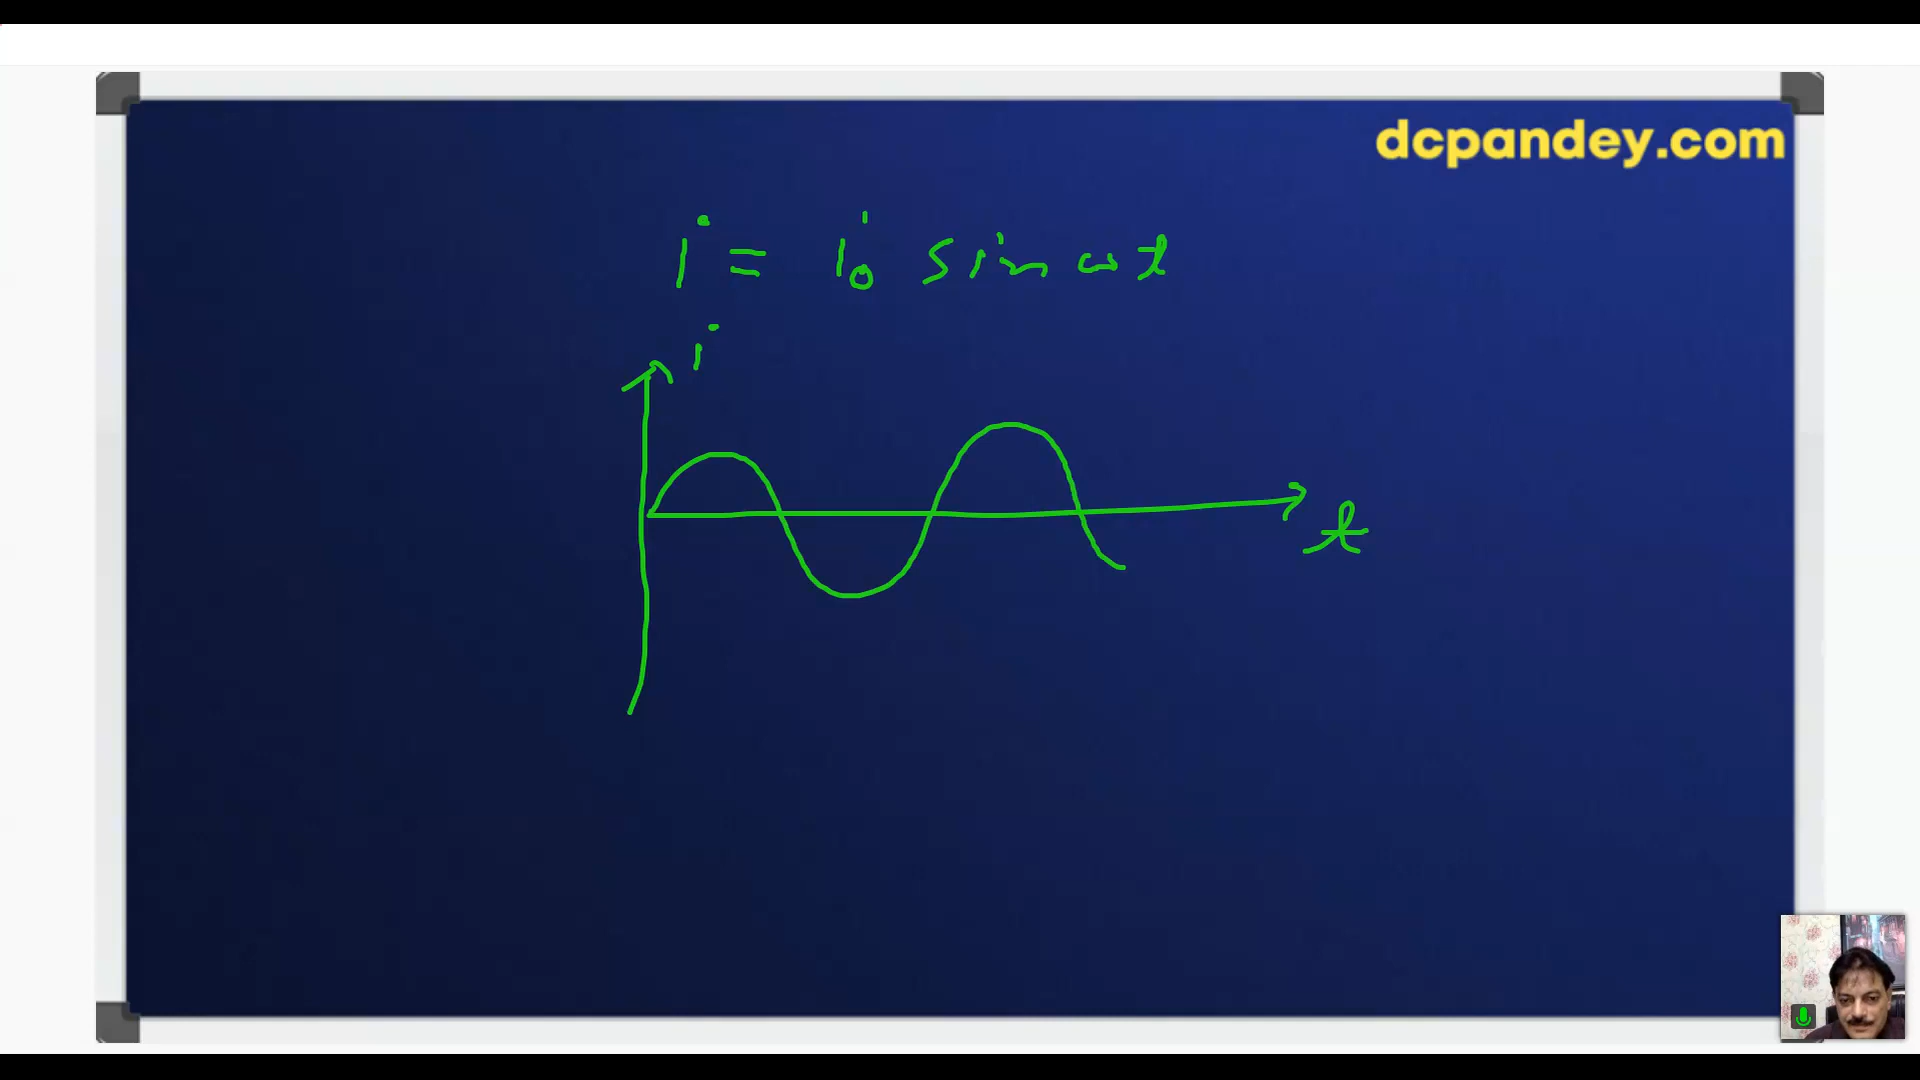 dcpandey.com
i = i₀ sin ωt
i
t